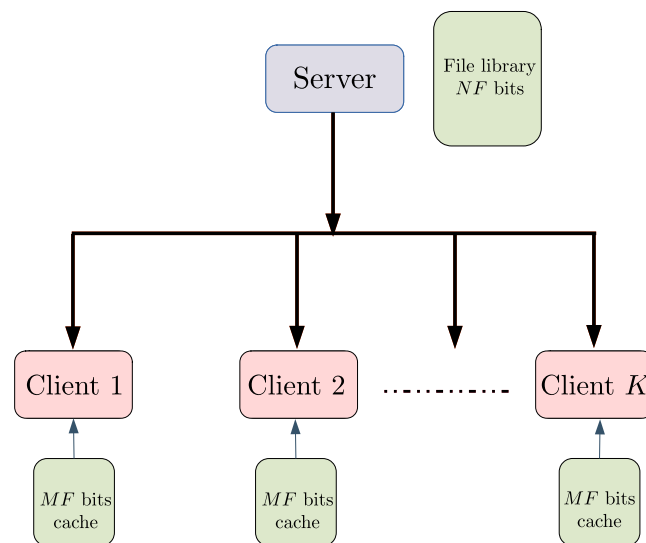 Server
File library
NF bits
Client 1
Client 2
Client K
MF bits
cache
MF bits
cache
MF bits
cache